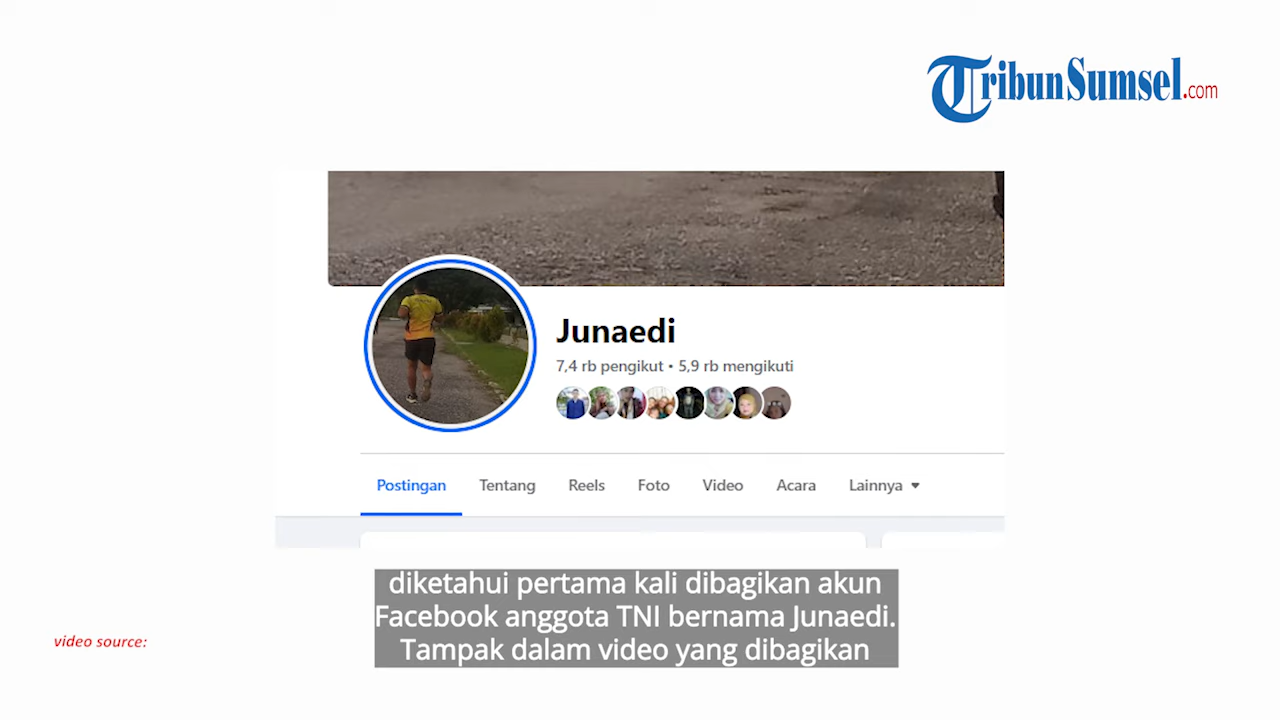 TribunSumsel.com
Junaedi
7,4 rb pengikut • 5,9 rb mengikuti
Postingan Tentang Reels Foto Video Acara Lainnya
diketahui pertama kali dibagikan akun
Facebook anggota TNI bernama Junaedi.
Tampak dalam video yang dibagikan
video source: